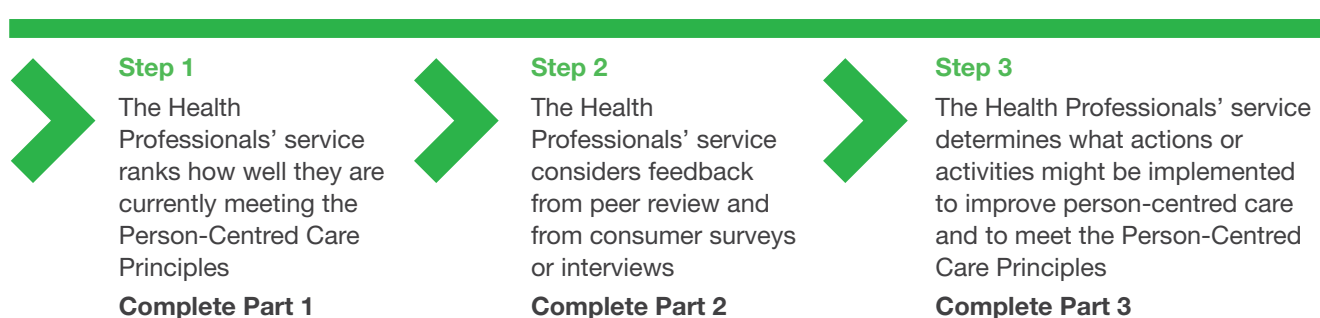 Step 1
The Health
Professionals’ service
ranks how well they are
currently meeting the
Person-Centred Care
Principles
Complete Part 1
Step 2
The Health
Professionals’ service
considers feedback
from peer review and
from consumer surveys
or interviews
Complete Part 2
Step 3
The Health Professionals’ service
determines what actions or
activities might be implemented
to improve person-centred care
and to meet the Person-Centred
Care Principles
Complete Part 3